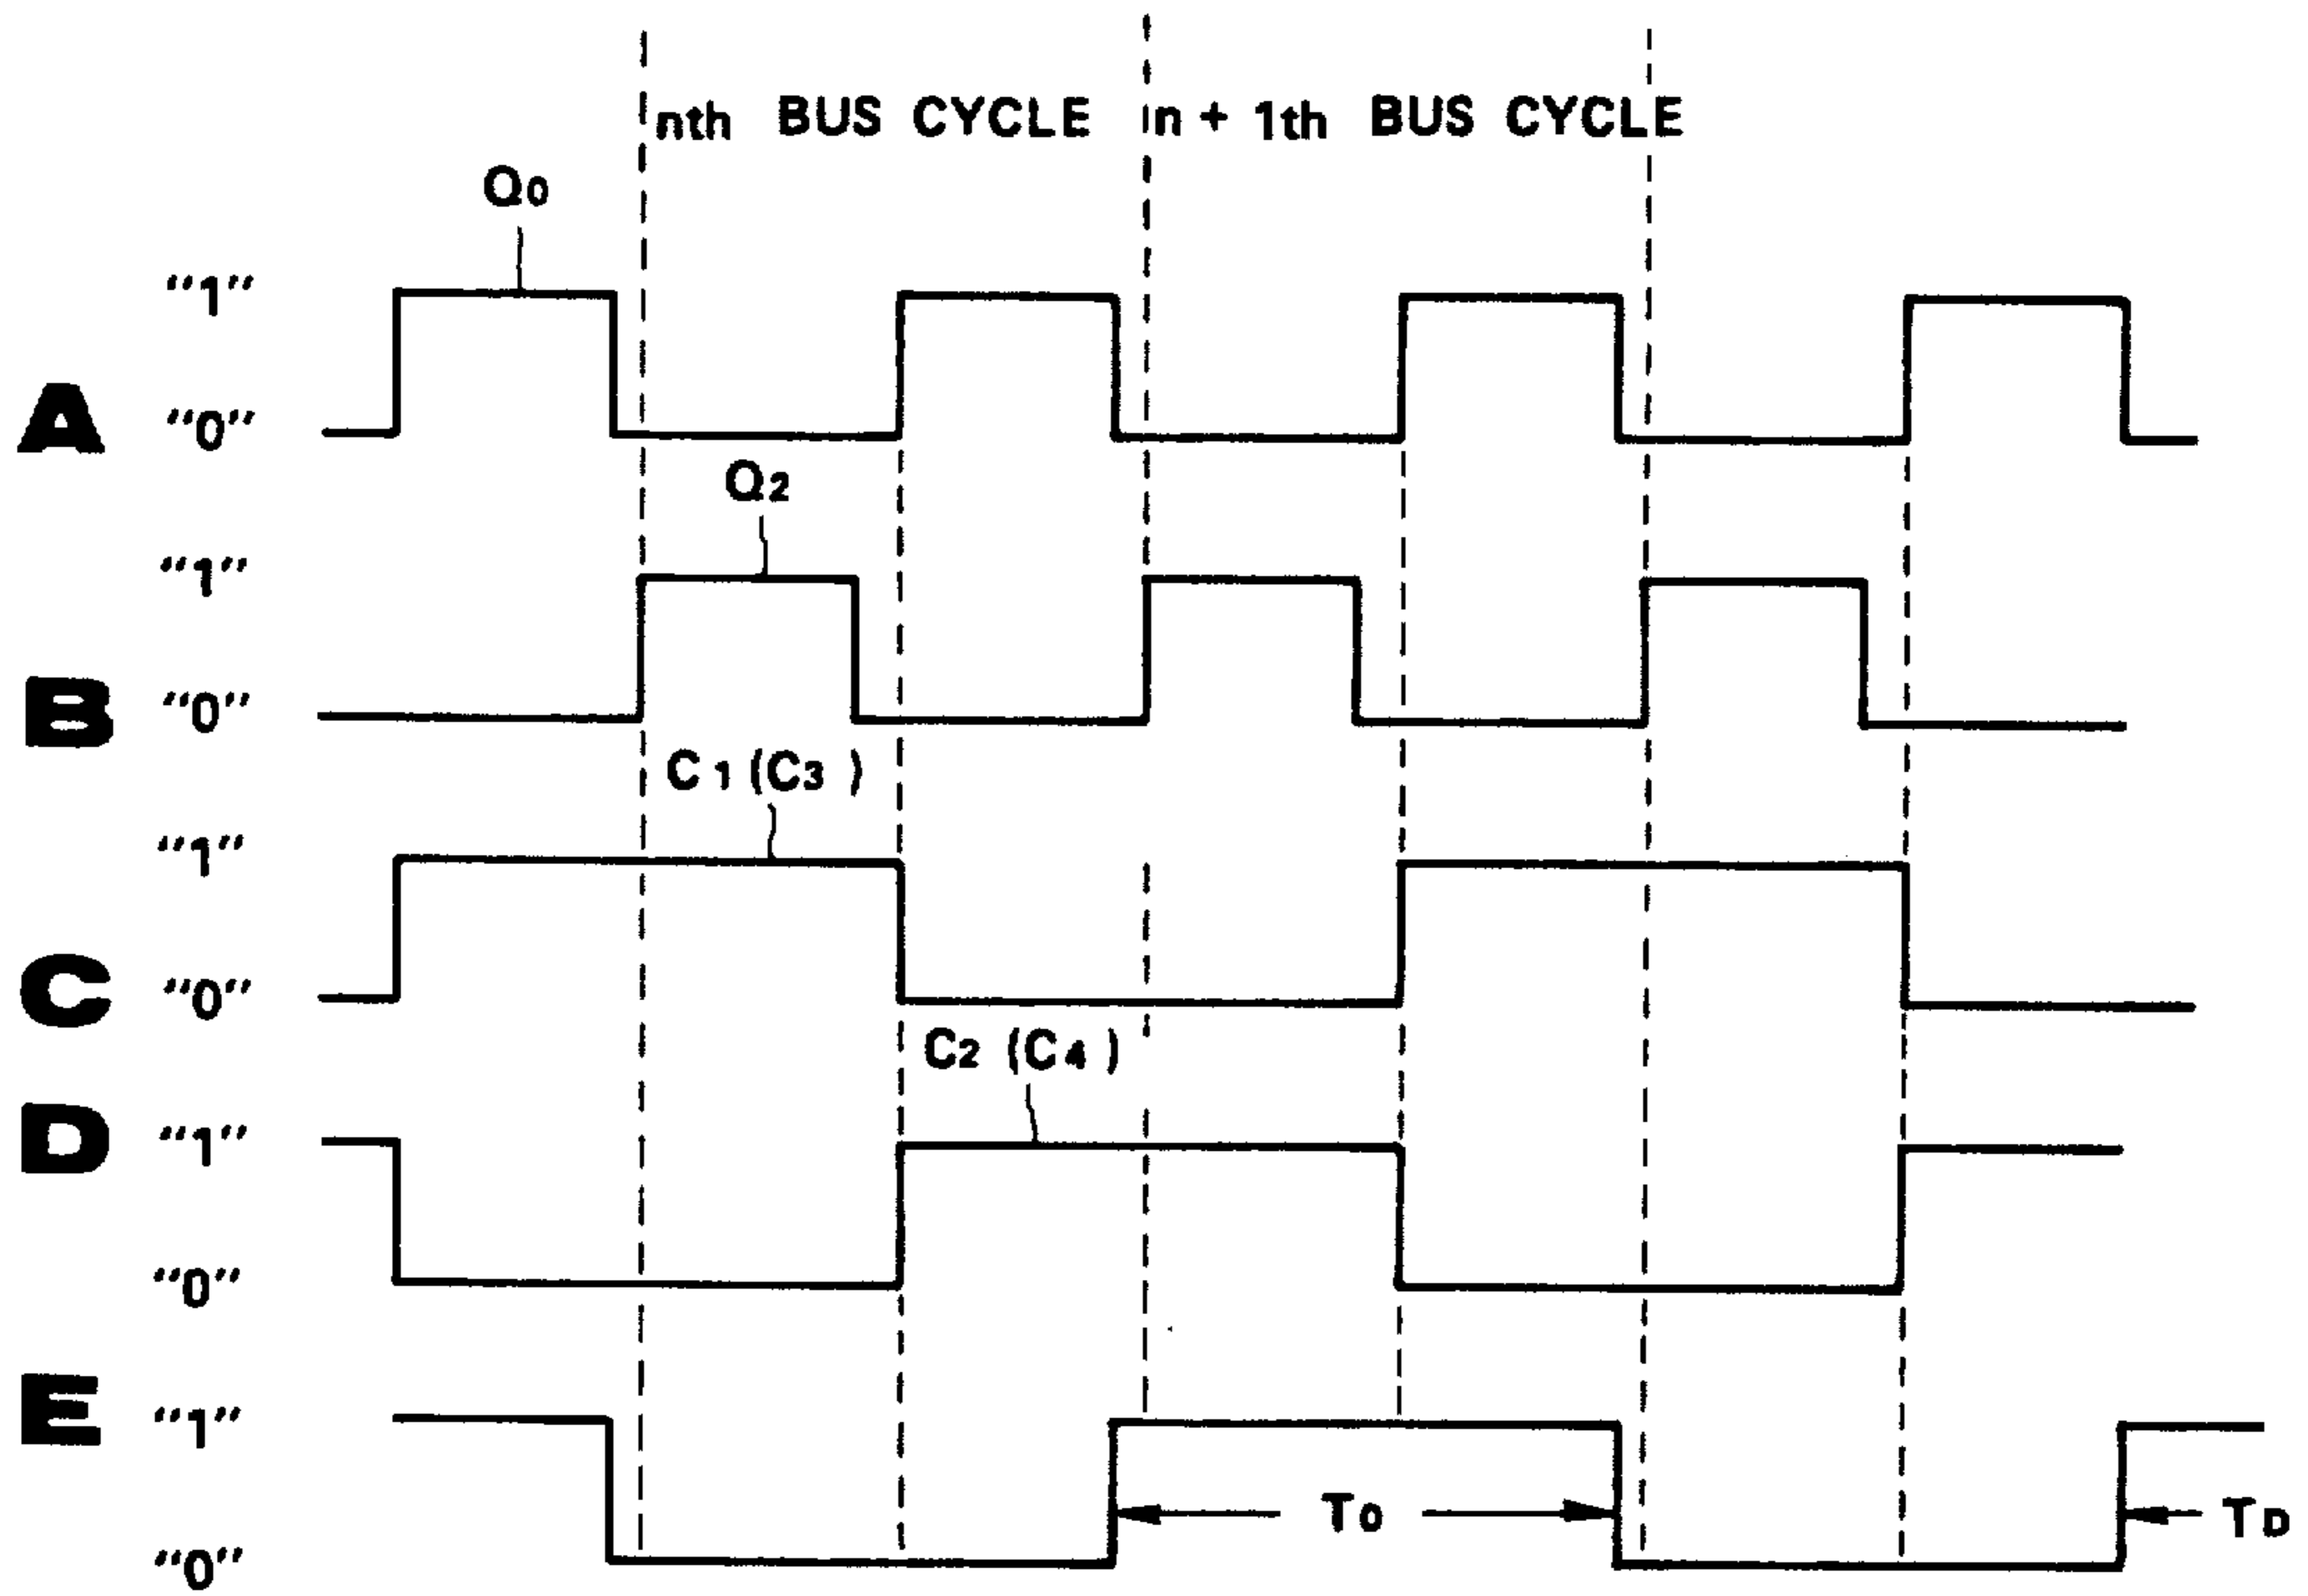 nth BUS CYCLE n + 1th BUS CYCLE
Q0
"1"
A "0"
Q2
"1"
B "0"
C1 (C3)
"1"
C "0"
C2 (C4)
D "1"
"0"
E "1"
T0 TD
"0"